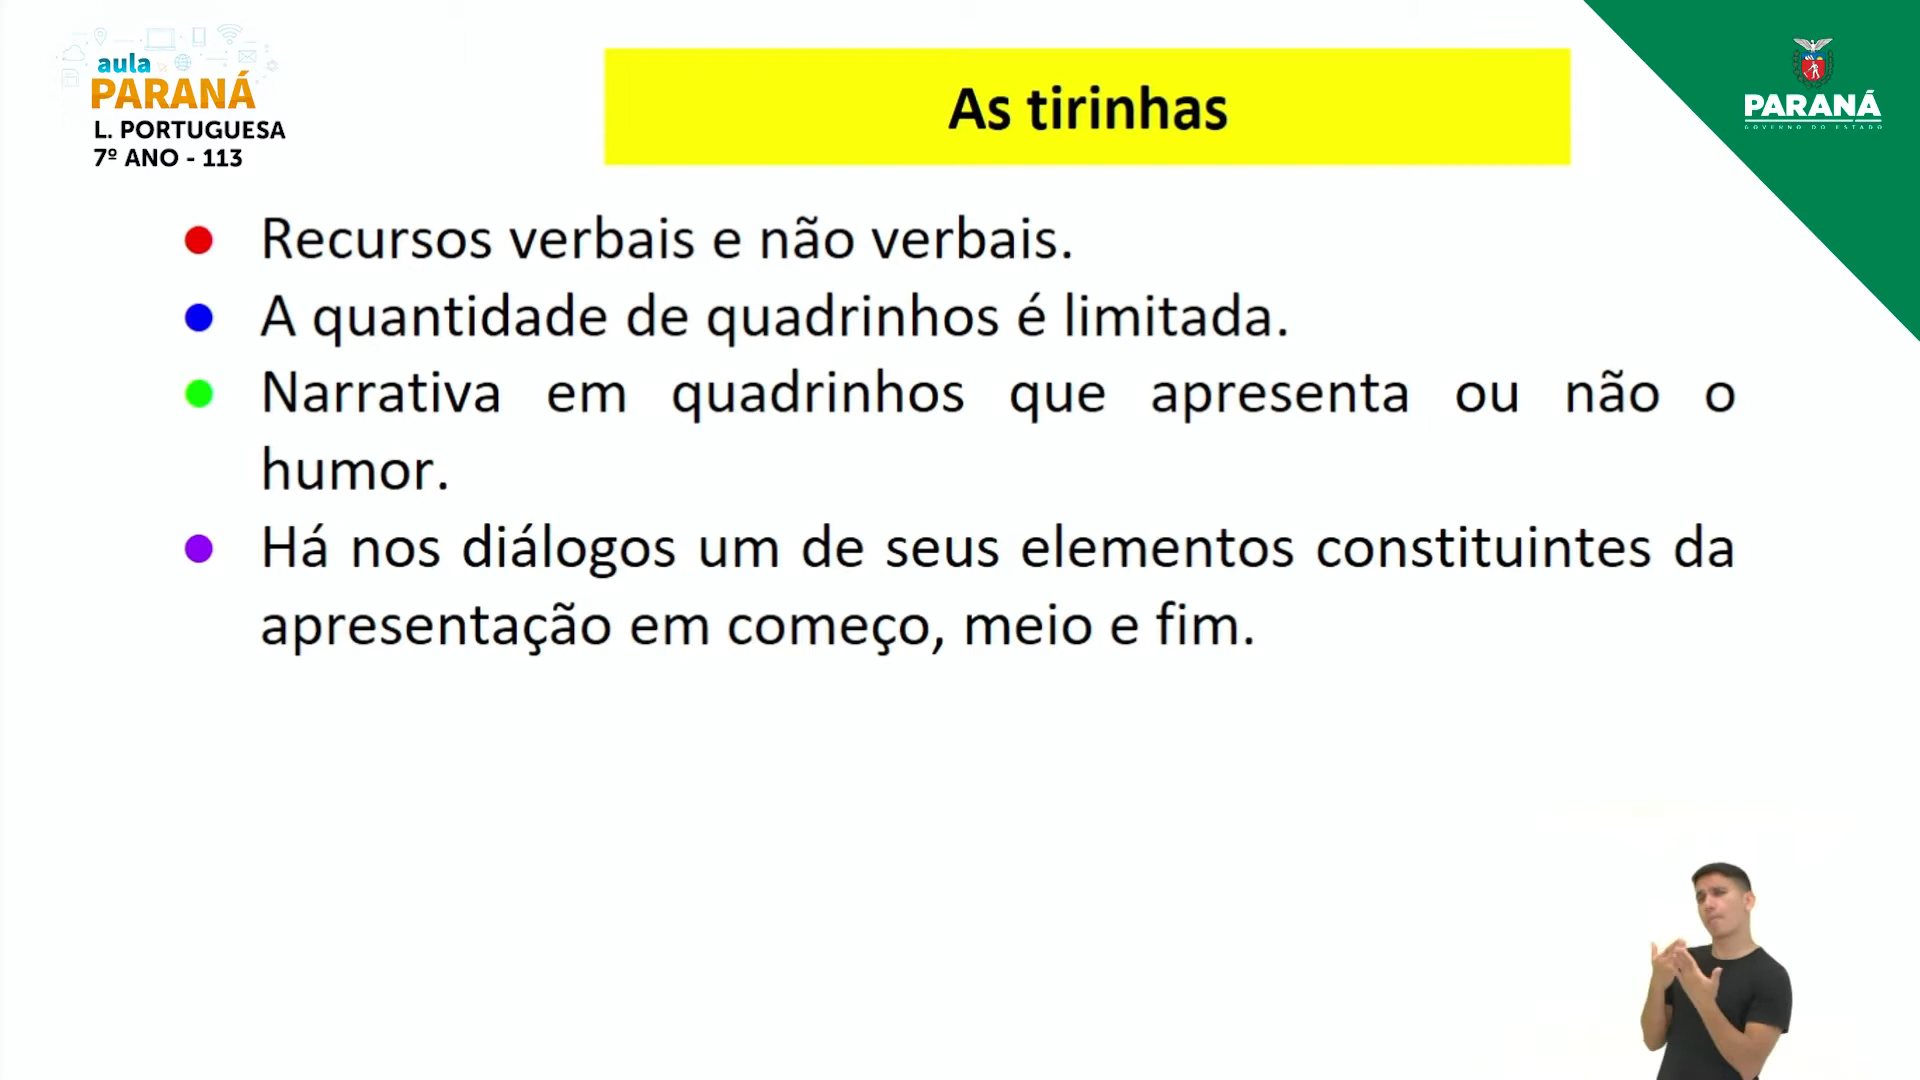 aula
PARANÁ
L. PORTUGUESA
7º ANO - 113
As tirinhas
PARANÁ
GOVERNO DO ESTADO
Recursos verbais e não verbais.
A quantidade de quadrinhos é limitada.
Narrativa em quadrinhos que apresenta ou não o
humor.
Há nos diálogos um de seus elementos constituintes da
apresentação em começo, meio e fim.